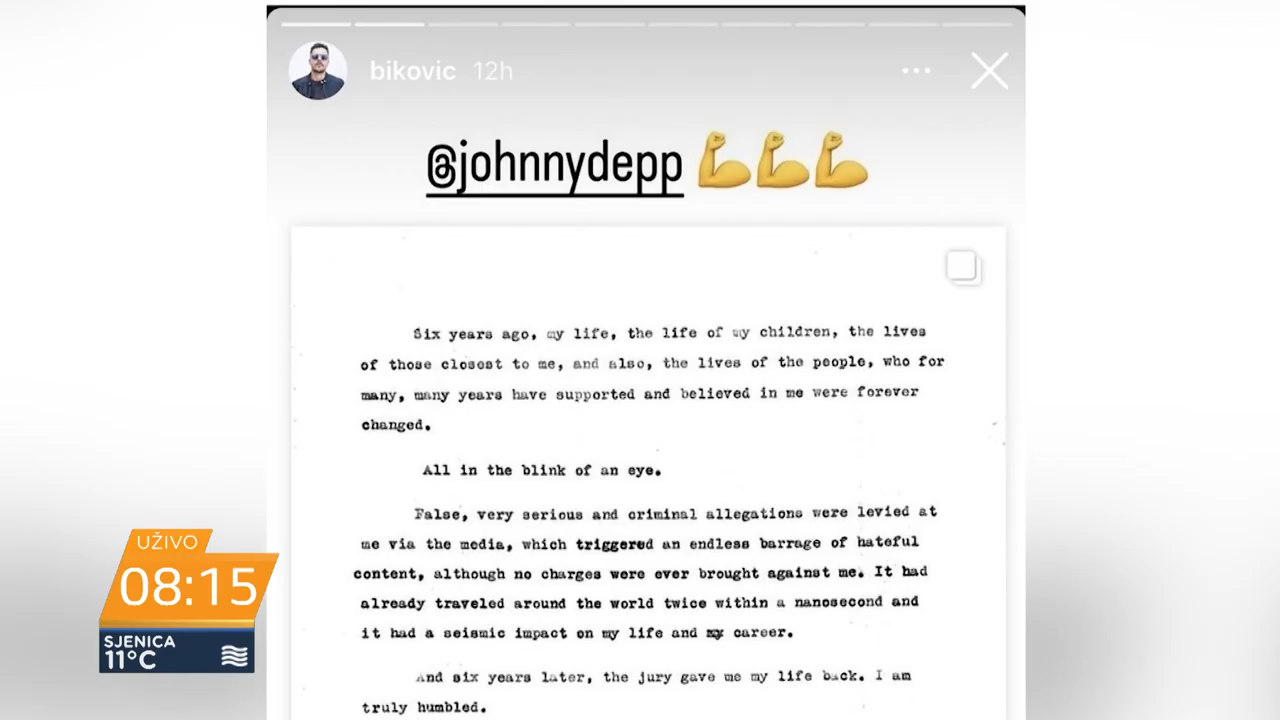 bikovic 12h
@johnnydepp
Six years ago, my life, the life of my children, the lives
of those closest to me, and also, the lives of the people, who for
many, many years have supported and believed in me were forever
changed.
All in the blink of an eye.
False, very serious and criminal allegations were levied at
me via the media, which triggered an endless barrage of hateful
content, although no charges were ever brought against me. It had
already traveled around the world twice within a nanosecond and
it had a seismic impact on my life and my career.
And six years later, the jury gave me my life back. I am
truly humbled.
UŽIVO
08:15
SJENICA
11°C